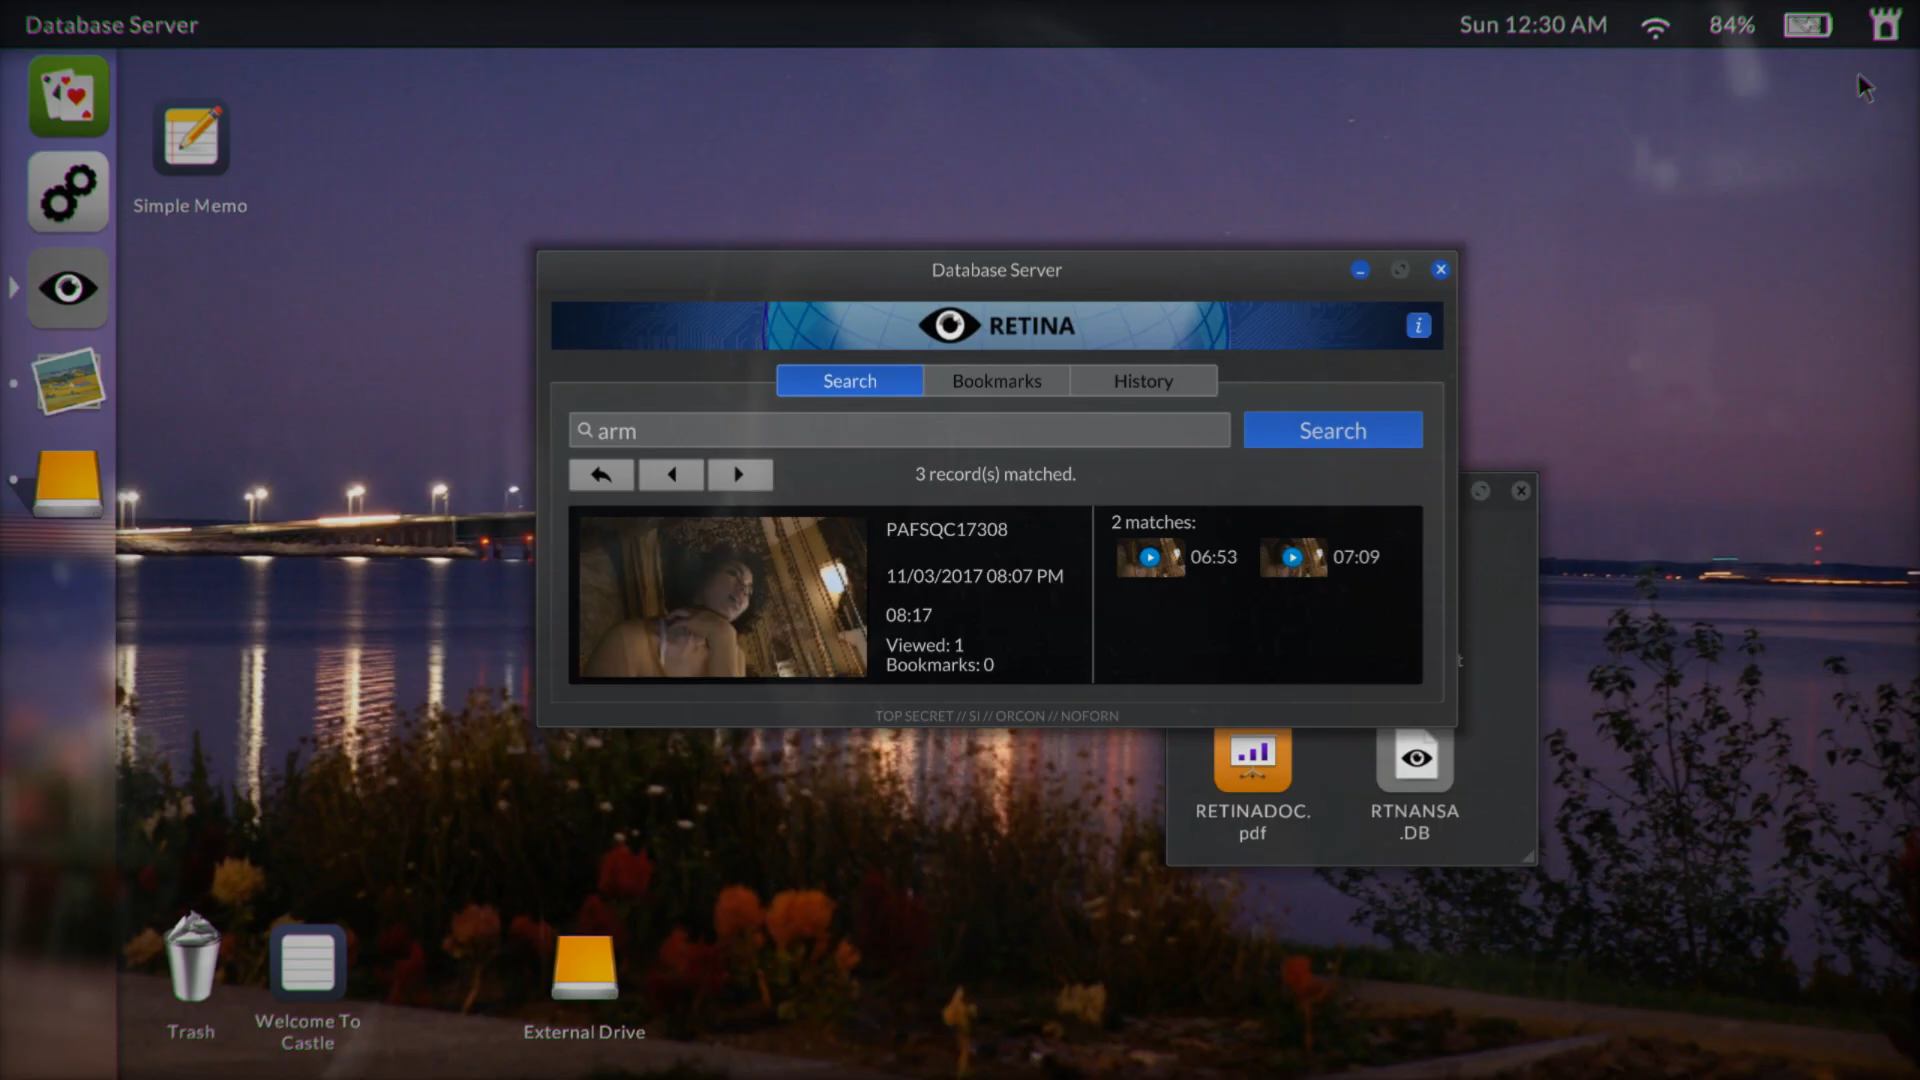 Database Server
Sun 12:30 AM
84%
Simple Memo
Database Server
RETINA
i
Search
Bookmarks
History
arm
Search
3 record(s) matched.
PAFSQC17308
11/03/2017 08:07 PM
08:17
Viewed: 1
Bookmarks: 0
2 matches:
06:53
07:09
TOP SECRET // SI // ORCON // NOFORN
RETINADOC.
pdf
RTNANSA
.DB
Trash
Welcome To
Castle
External Drive